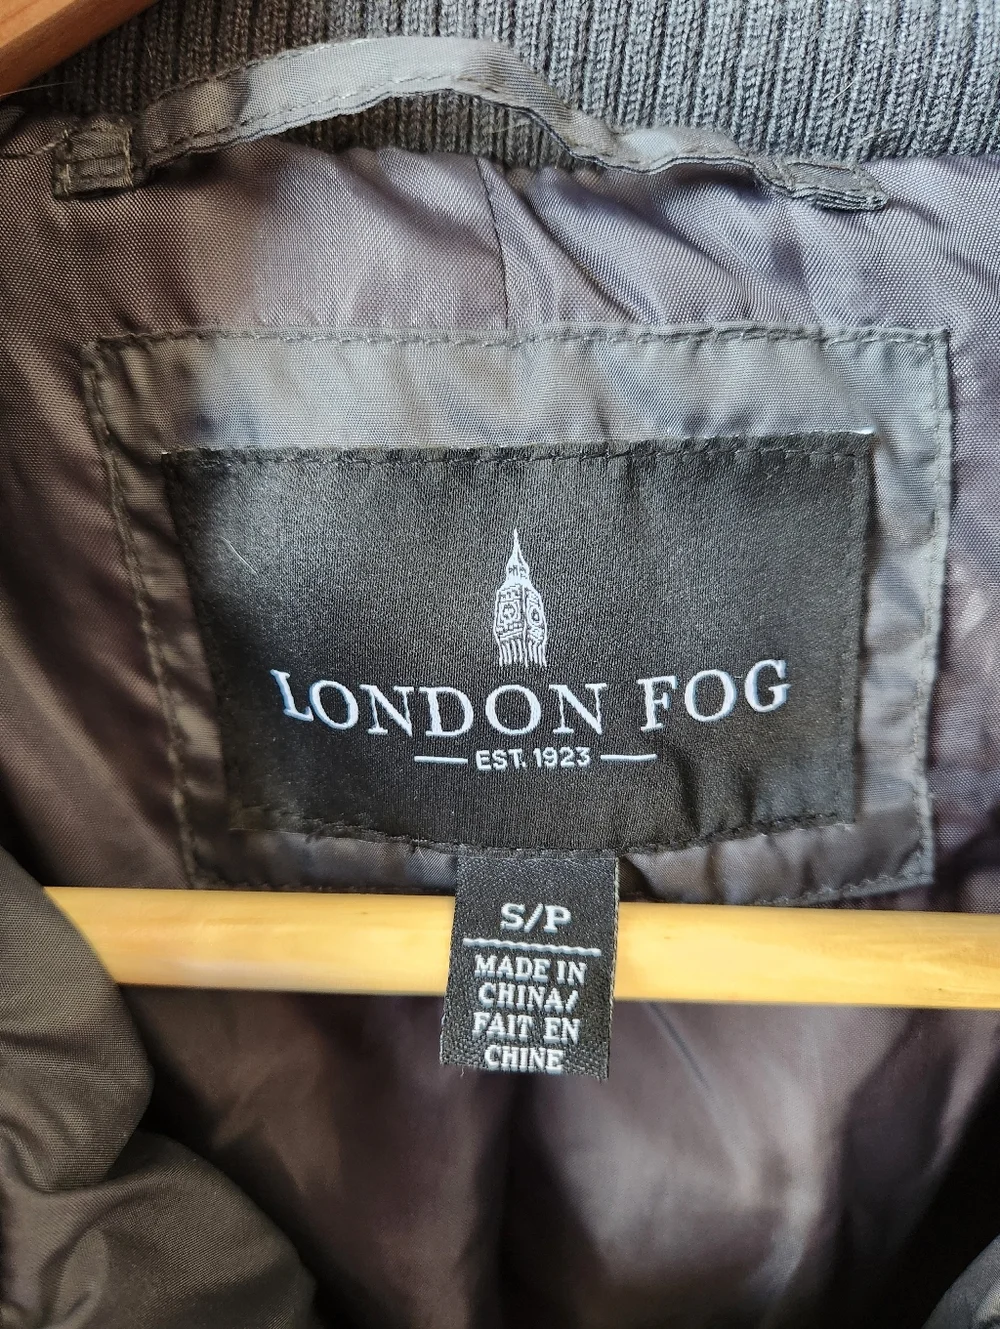 LONDON FOG
EST. 1923
S/P
MADE IN
CHINA/
FAIT EN
CHINE